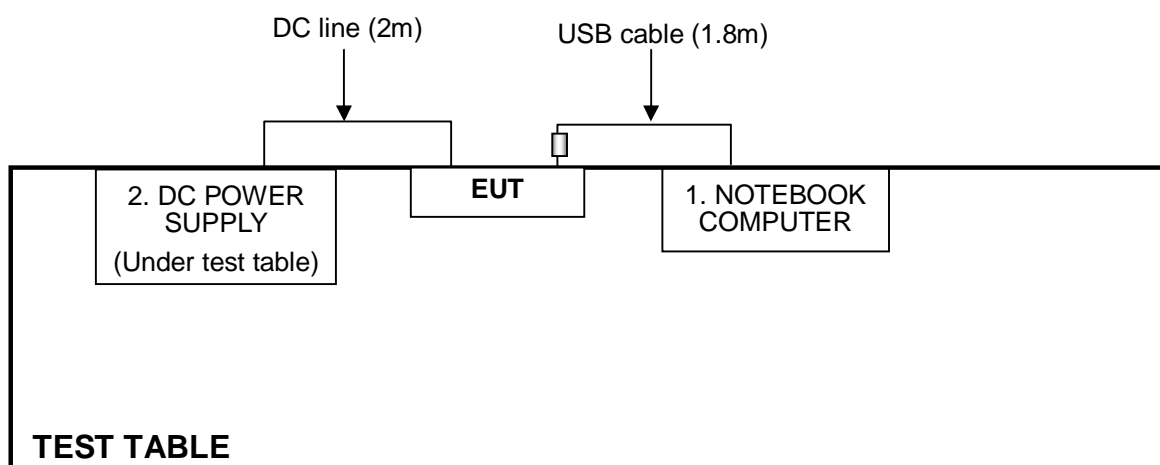 DC line (2m)
USB cable (1.8m)
2. DC POWER
SUPPLY
(Under test table)
EUT
1. NOTEBOOK
COMPUTER
TEST TABLE